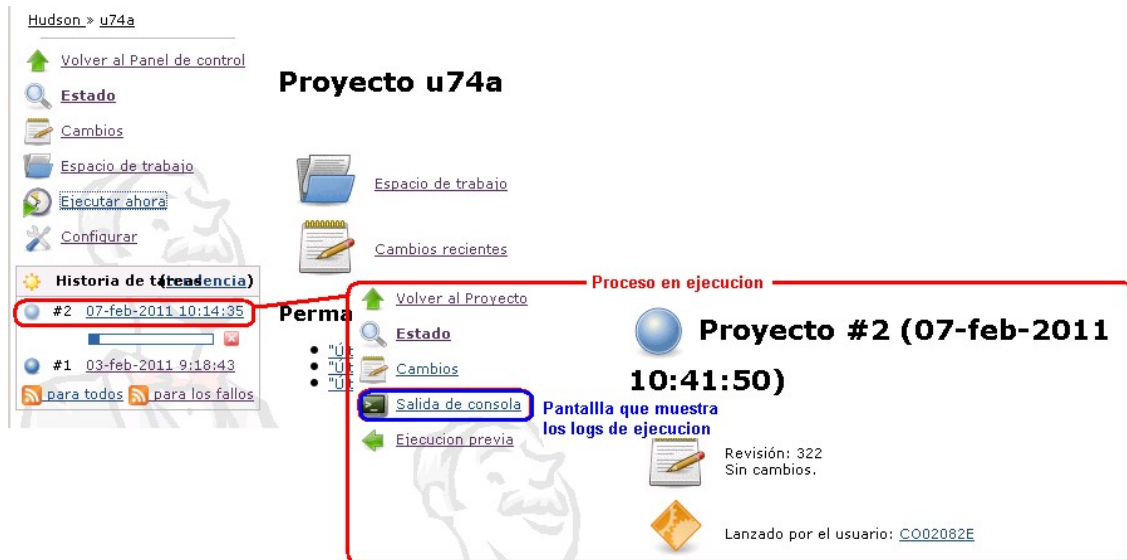 Hudson » u74a
Volver al Panel de control
Estado
Cambios
Espacio de trabajo
Ejecutar ahora
Configurar
Historia de tareas (tendencia)
#2 07-feb-2011 10:14:35
#1 03-feb-2011 9:18:43
para todos para los fallos
Proyecto u74a
Espacio de trabajo
Cambios recientes
Perma
"Últ
"Últ
"Últ
Proceso en ejecucion
Volver al Proyecto
Estado
Cambios
Salida de consola
Ejecucion previa
Pantallla que muestra
los logs de ejecucion
Proyecto #2 (07-feb-2011
10:41:50)
Revisión: 322
Sin cambios.
Lanzado por el usuario: CO02082E